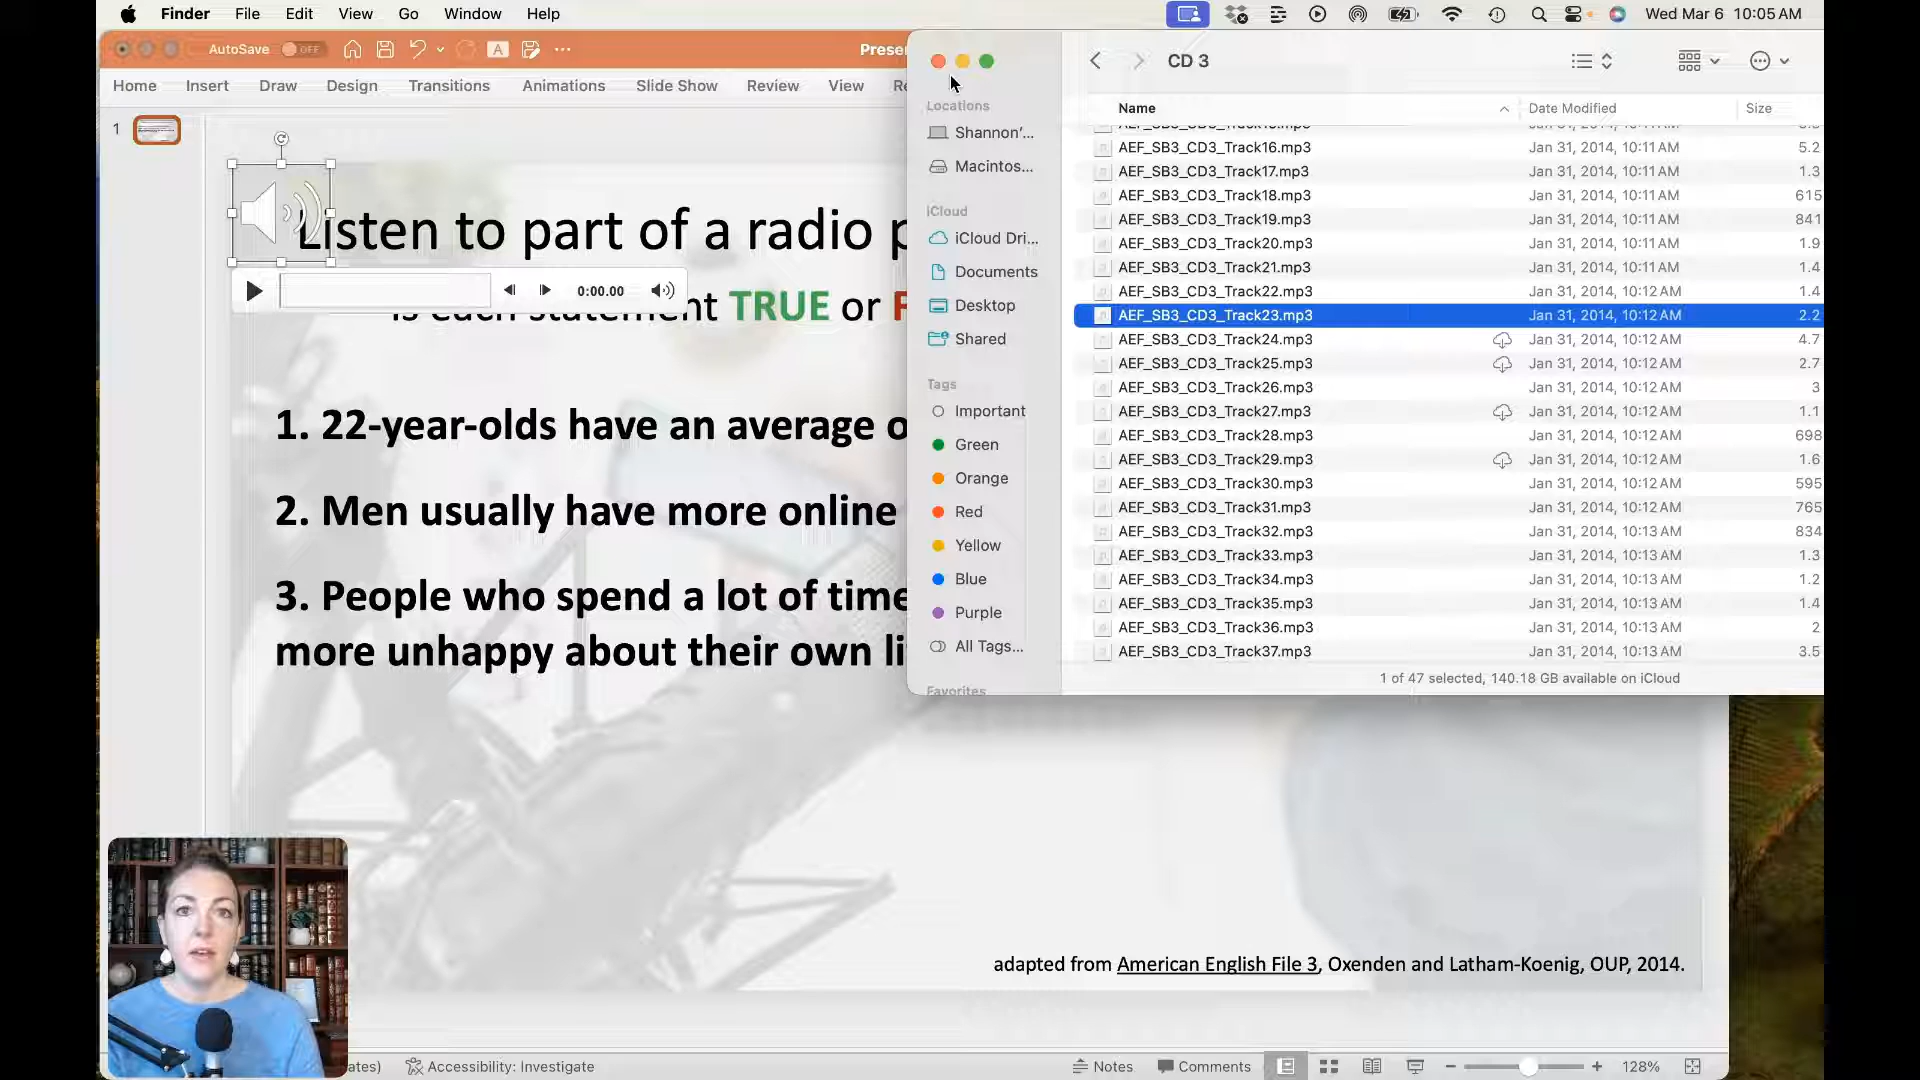 Finder File Edit View Go Window Help
Wed Mar 6 10:05 AM
AutoSave OFF
A
Home Insert Draw Design Transitions Animations Slide Show Review View
1
Listen to part of a radio
0:00.00
is each statement TRUE or
1. 22-year-olds have an average
2. Men usually have more online
3. People who spend a lot of time
more unhappy about their own
adapted from American English File 3, Oxenden and Latham-Koenig, OUP, 2014.
Accessibility: Investigate
Notes Comments 128%
CD 3
Locations
Shannon’...
Macintos...
iCloud
iCloud Dri...
Documents
Desktop
Shared
Tags
Important
Green
Orange
Red
Yellow
Blue
Purple
All Tags...
Favorites
Name Date Modified Size
AEF_SB3_CD3_Track16.mp3 Jan 31, 2014, 10:11 AM 5.2
AEF_SB3_CD3_Track17.mp3 Jan 31, 2014, 10:11 AM 1.3
AEF_SB3_CD3_Track18.mp3 Jan 31, 2014, 10:11 AM 615
AEF_SB3_CD3_Track19.mp3 Jan 31, 2014, 10:11 AM 841
AEF_SB3_CD3_Track20.mp3 Jan 31, 2014, 10:11 AM 1.9
AEF_SB3_CD3_Track21.mp3 Jan 31, 2014, 10:11 AM 1.4
AEF_SB3_CD3_Track22.mp3 Jan 31, 2014, 10:12 AM 1.4
AEF_SB3_CD3_Track23.mp3 Jan 31, 2014, 10:12 AM 2.2
AEF_SB3_CD3_Track24.mp3 Jan 31, 2014, 10:12 AM 4.7
AEF_SB3_CD3_Track25.mp3 Jan 31, 2014, 10:12 AM 2.7
AEF_SB3_CD3_Track26.mp3 Jan 31, 2014, 10:12 AM 3
AEF_SB3_CD3_Track27.mp3 Jan 31, 2014, 10:12 AM 1.1
AEF_SB3_CD3_Track28.mp3 Jan 31, 2014, 10:12 AM 698
AEF_SB3_CD3_Track29.mp3 Jan 31, 2014, 10:12 AM 1.6
AEF_SB3_CD3_Track30.mp3 Jan 31, 2014, 10:12 AM 595
AEF_SB3_CD3_Track31.mp3 Jan 31, 2014, 10:12 AM 765
AEF_SB3_CD3_Track32.mp3 Jan 31, 2014, 10:13 AM 834
AEF_SB3_CD3_Track33.mp3 Jan 31, 2014, 10:13 AM 1.3
AEF_SB3_CD3_Track34.mp3 Jan 31, 2014, 10:13 AM 1.2
AEF_SB3_CD3_Track35.mp3 Jan 31, 2014, 10:13 AM 1.4
AEF_SB3_CD3_Track36.mp3 Jan 31, 2014, 10:13 AM 2
AEF_SB3_CD3_Track37.mp3 Jan 31, 2014, 10:13 AM 3.5
1 of 47 selected, 140.18 GB available on iCloud